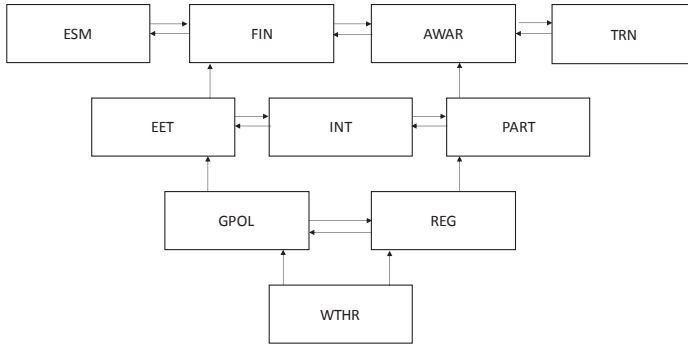 ESM
FIN
AWAR
TRN
EET
INT
PART
GPOL
REG
WTHR